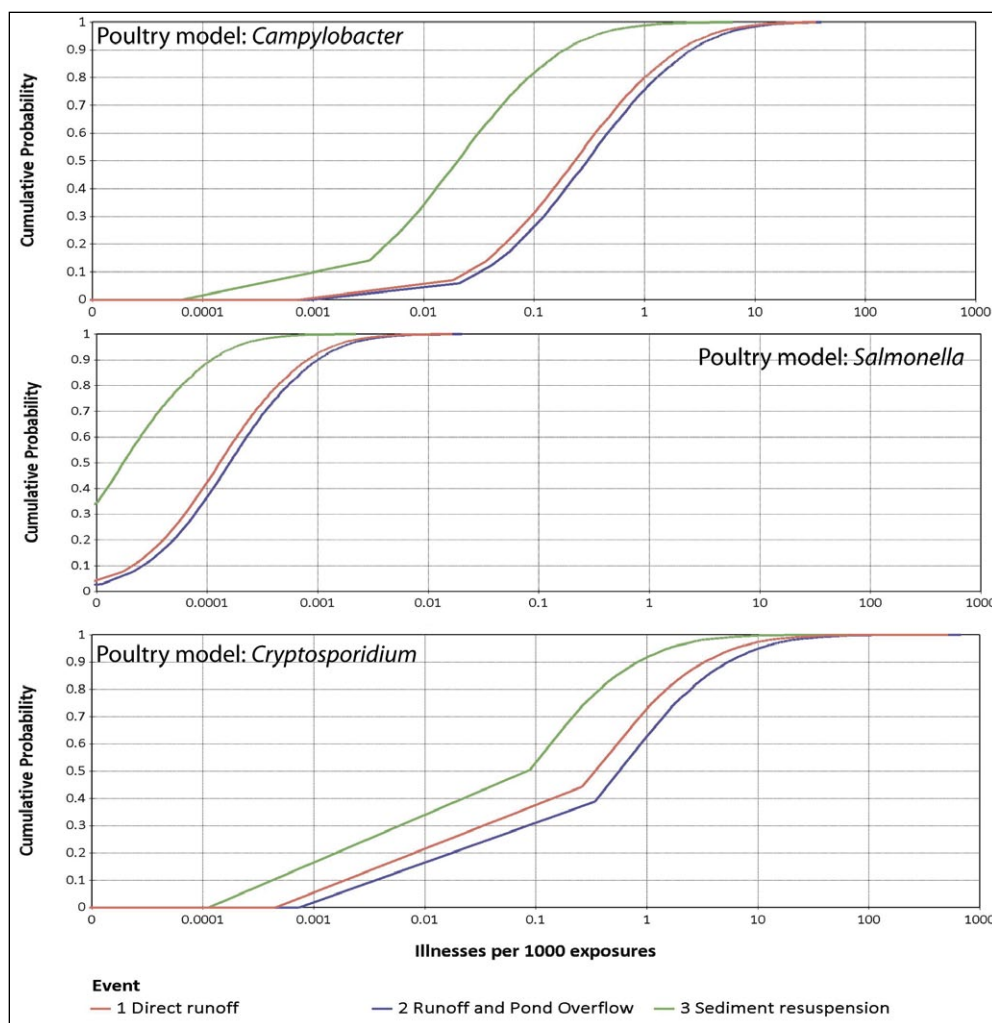 Poultry model: Campylobacter
Cumulative Probability
1
0.9
0.8
0.7
0.6
0.5
0.4
0.3
0.2
0.1
0
0 0.0001 0.001 0.01 0.1 1 10 100 1000
Poultry model: Salmonella
Cumulative Probability
1
0.9
0.8
0.7
0.6
0.5
0.4
0.3
0.2
0.1
0
0 0.0001 0.001 0.01 0.1 1 10 1000
Poultry model: Cryptosporidium
Cumulative Probability
1
0.9
0.8
0.7
0.6
0.5
0.4
0.3
0.2
0.1
0
0 0.0001 0.001 0.01 0.1 1 10 100 1000
Illnesses per 1000 exposures
Event
1 Direct runoff 2 Runoff and Pond Overflow 3 Sediment resuspension